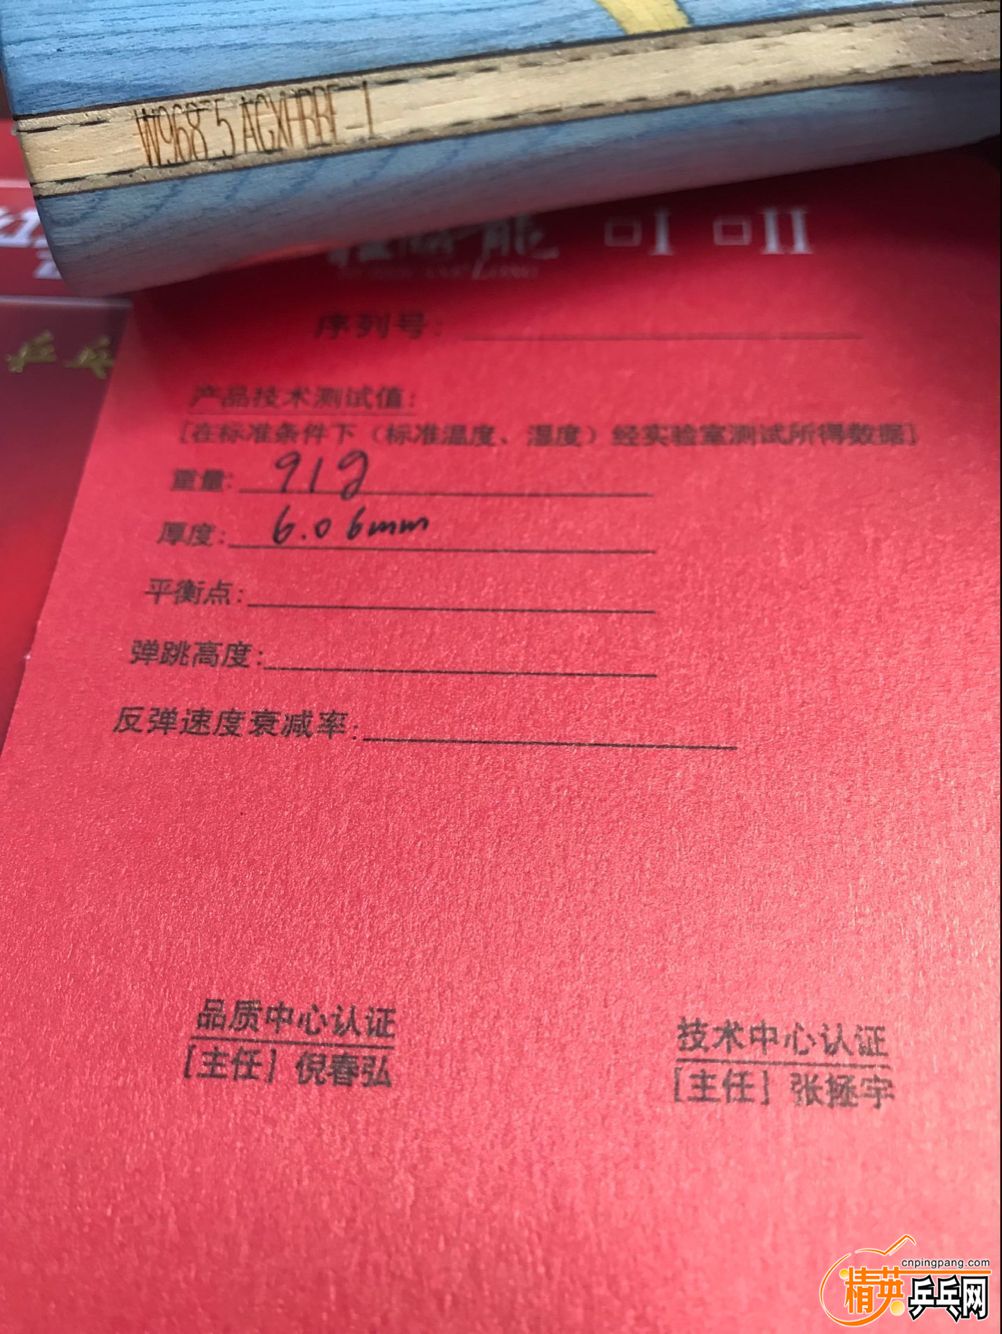 W968-5 AGXHBBF-1
□I □II
序列号:
产品技术测试值:
[在标准条件下（标准温度、湿度）经实验室测试所得数据]
重量: 91g
厚度: 6.06mm
平衡点:
弹跳高度:
反弹速度衰减率:
品质中心认证
[主任] 倪春弘
技术中心认证
[主任] 张拯宇
cnpingpang.com
精英乒乓网